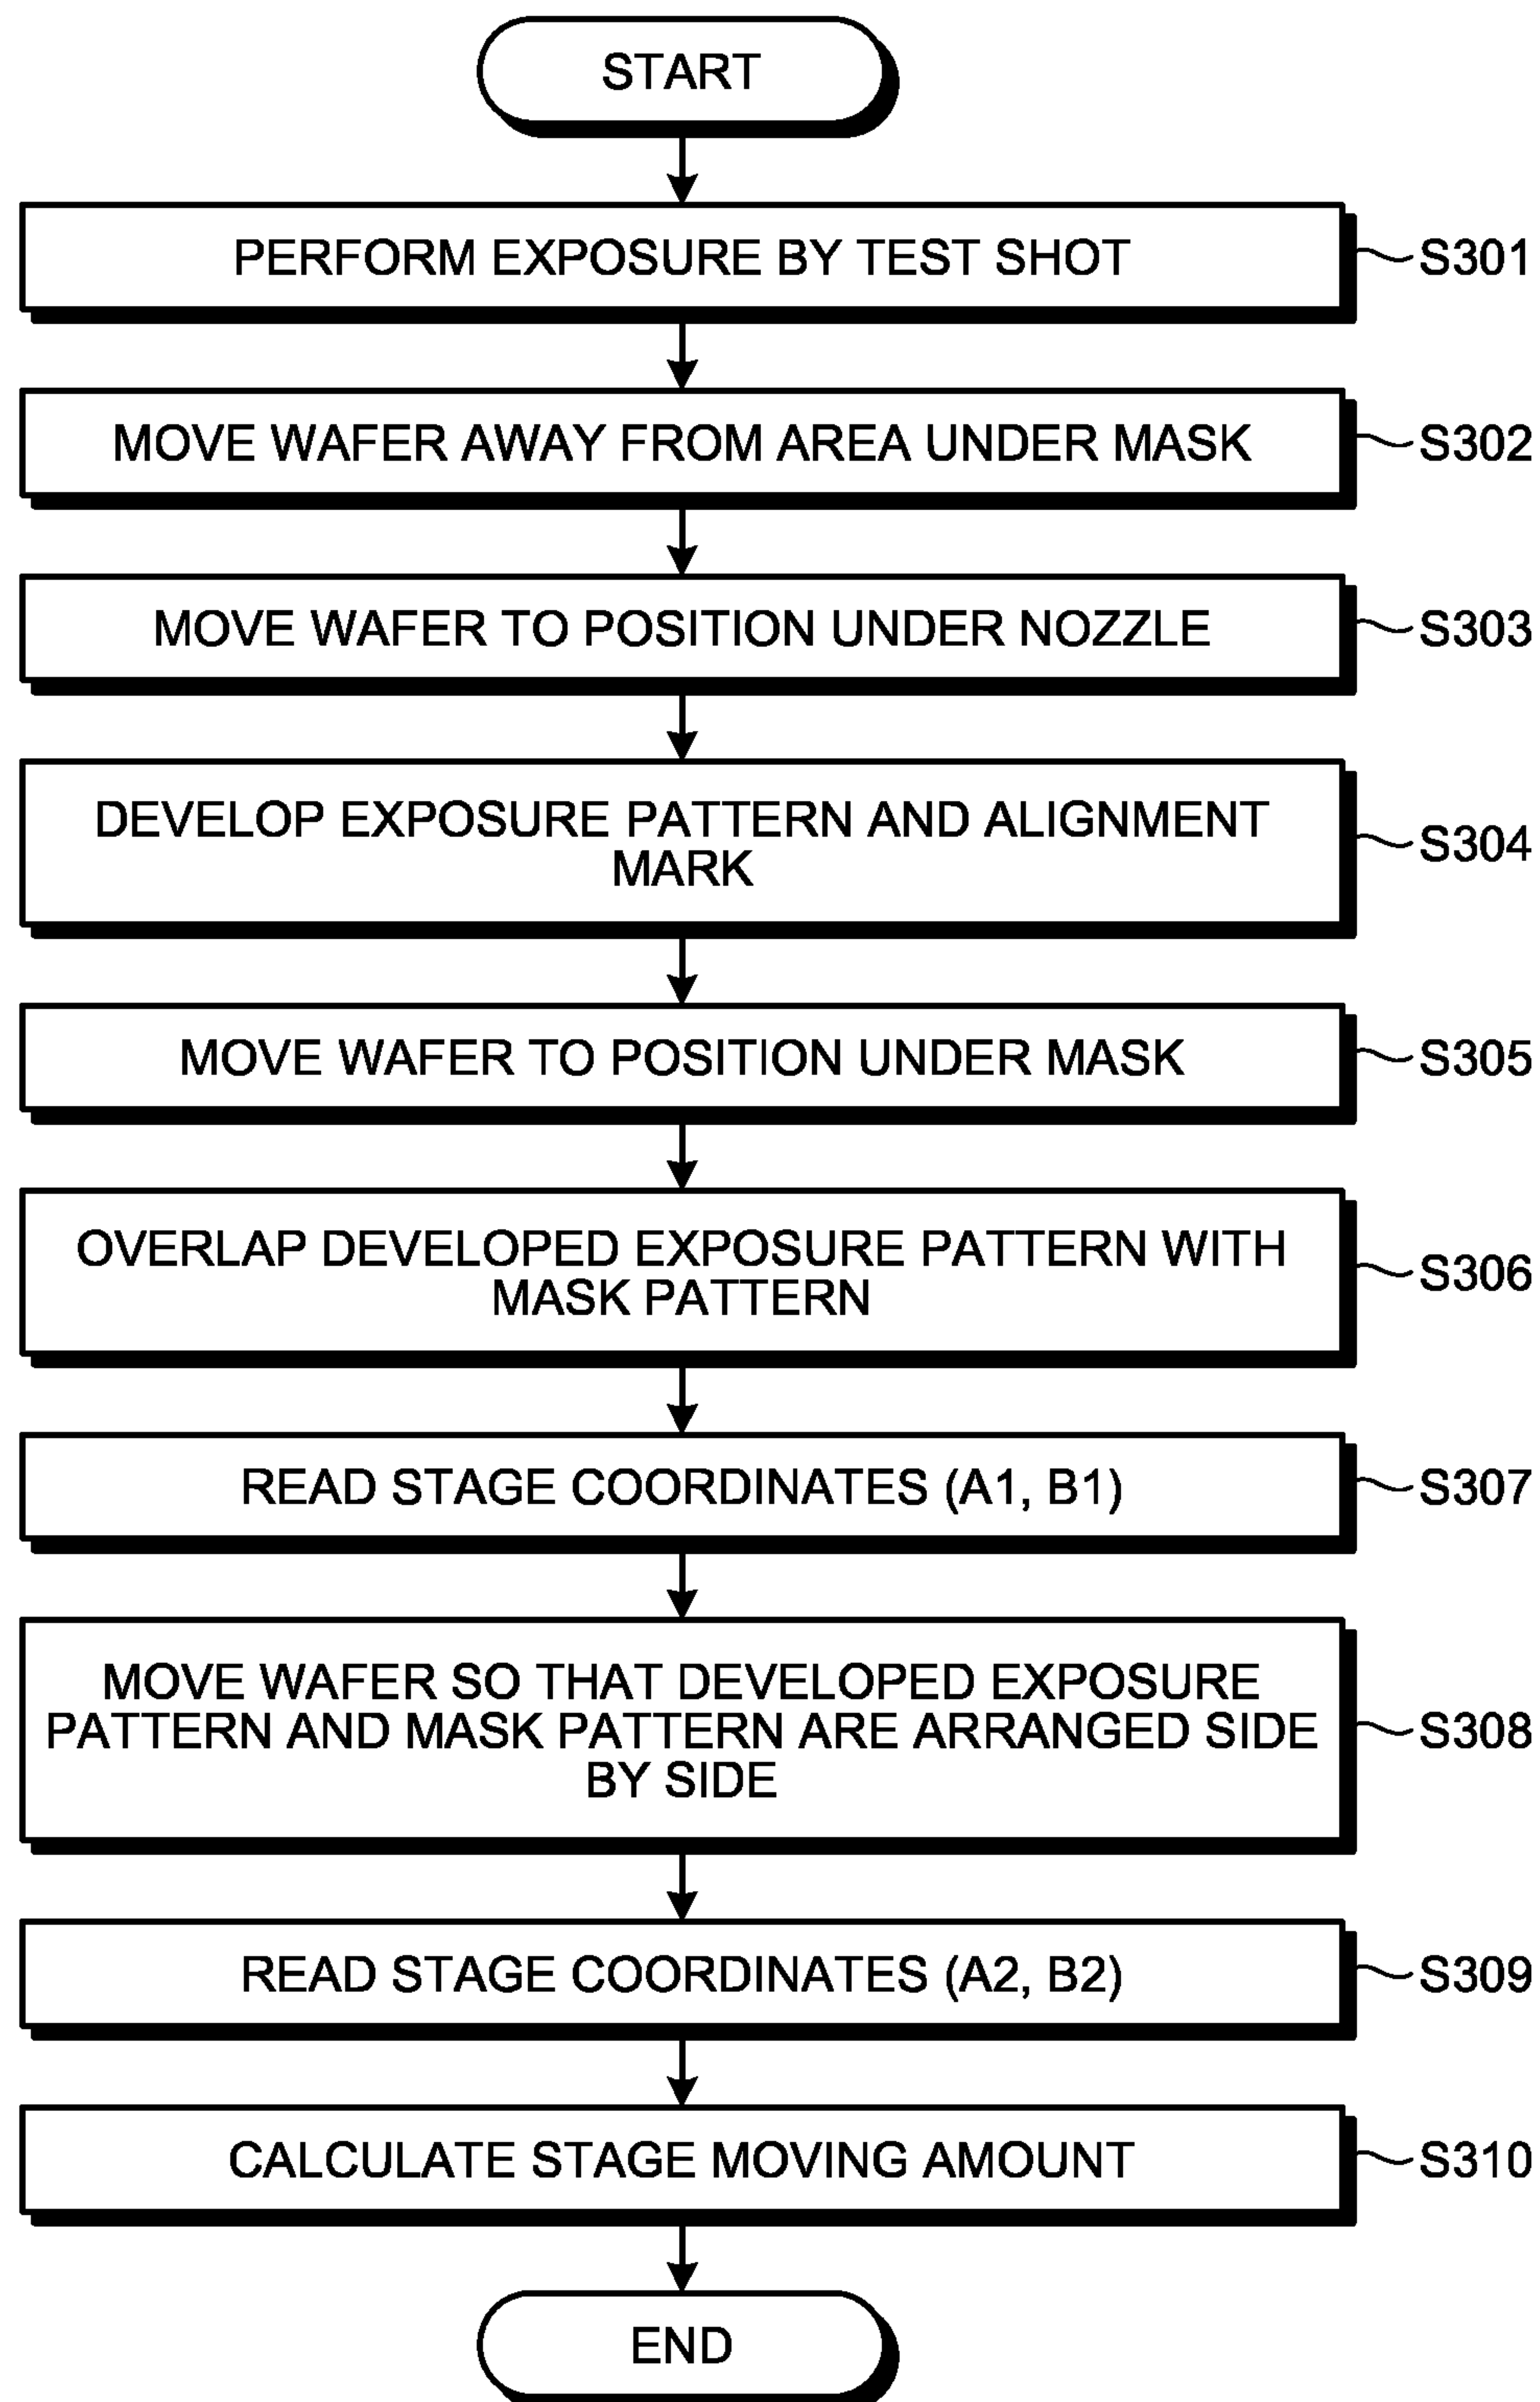 START
PERFORM EXPOSURE BY TEST SHOT
S301
MOVE WAFER AWAY FROM AREA UNDER MASK
S302
MOVE WAFER TO POSITION UNDER NOZZLE
S303
DEVELOP EXPOSURE PATTERN AND ALIGNMENT
MARK
S304
MOVE WAFER TO POSITION UNDER MASK
S305
OVERLAP DEVELOPED EXPOSURE PATTERN WITH
MASK PATTERN
S306
READ STAGE COORDINATES (A1, B1)
S307
MOVE WAFER SO THAT DEVELOPED EXPOSURE
PATTERN AND MASK PATTERN ARE ARRANGED SIDE
BY SIDE
S308
READ STAGE COORDINATES (A2, B2)
S309
CALCULATE STAGE MOVING AMOUNT
S310
END